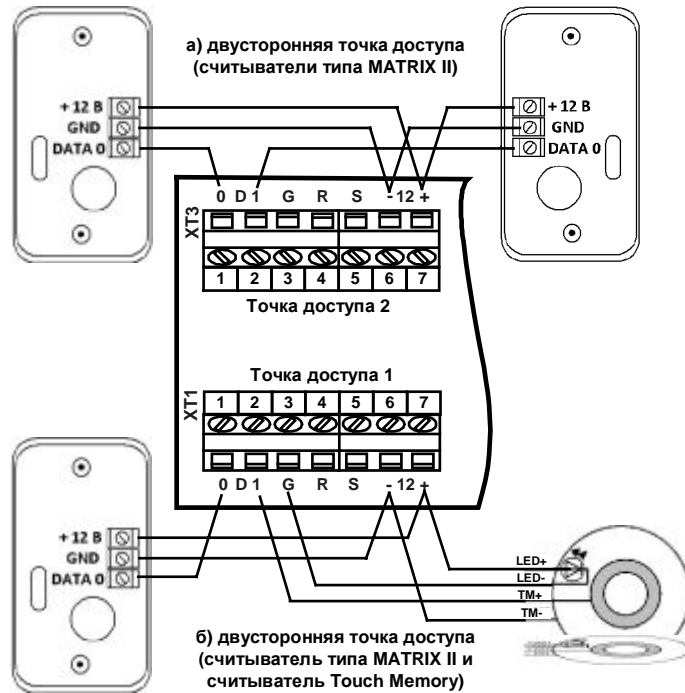 а) двусторонняя точка доступа
(считыватели типа MATRIX II)
+ 12 В
GND
DATA 0
+ 12 В
GND
DATA 0
0 D 1 G R S - 12 +
XT3
1 2 3 4 5 6 7
Точка доступа 2
Точка доступа 1
XT1
1 2 3 4 5 6 7
0 D 1 G R S - 12 +
+ 12 В
GND
DATA 0
LED+
LED-
TM+
TM-
б) двусторонняя точка доступа
(считыватель типа MATRIX II и
считыватель Touch Memory)